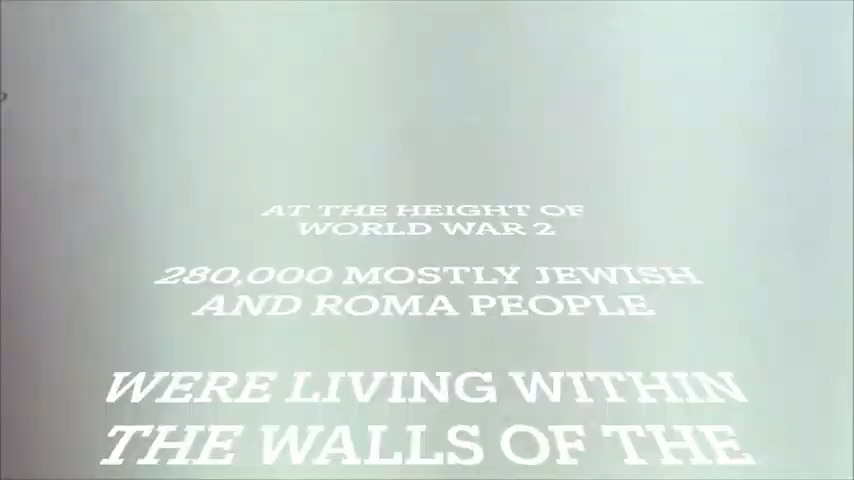 AT THE HEIGHT OF
WORLD WAR 2
280,000 MOSTLY JEWISH
AND ROMA PEOPLE
WERE LIVING WITHIN
THE WALLS OF THE